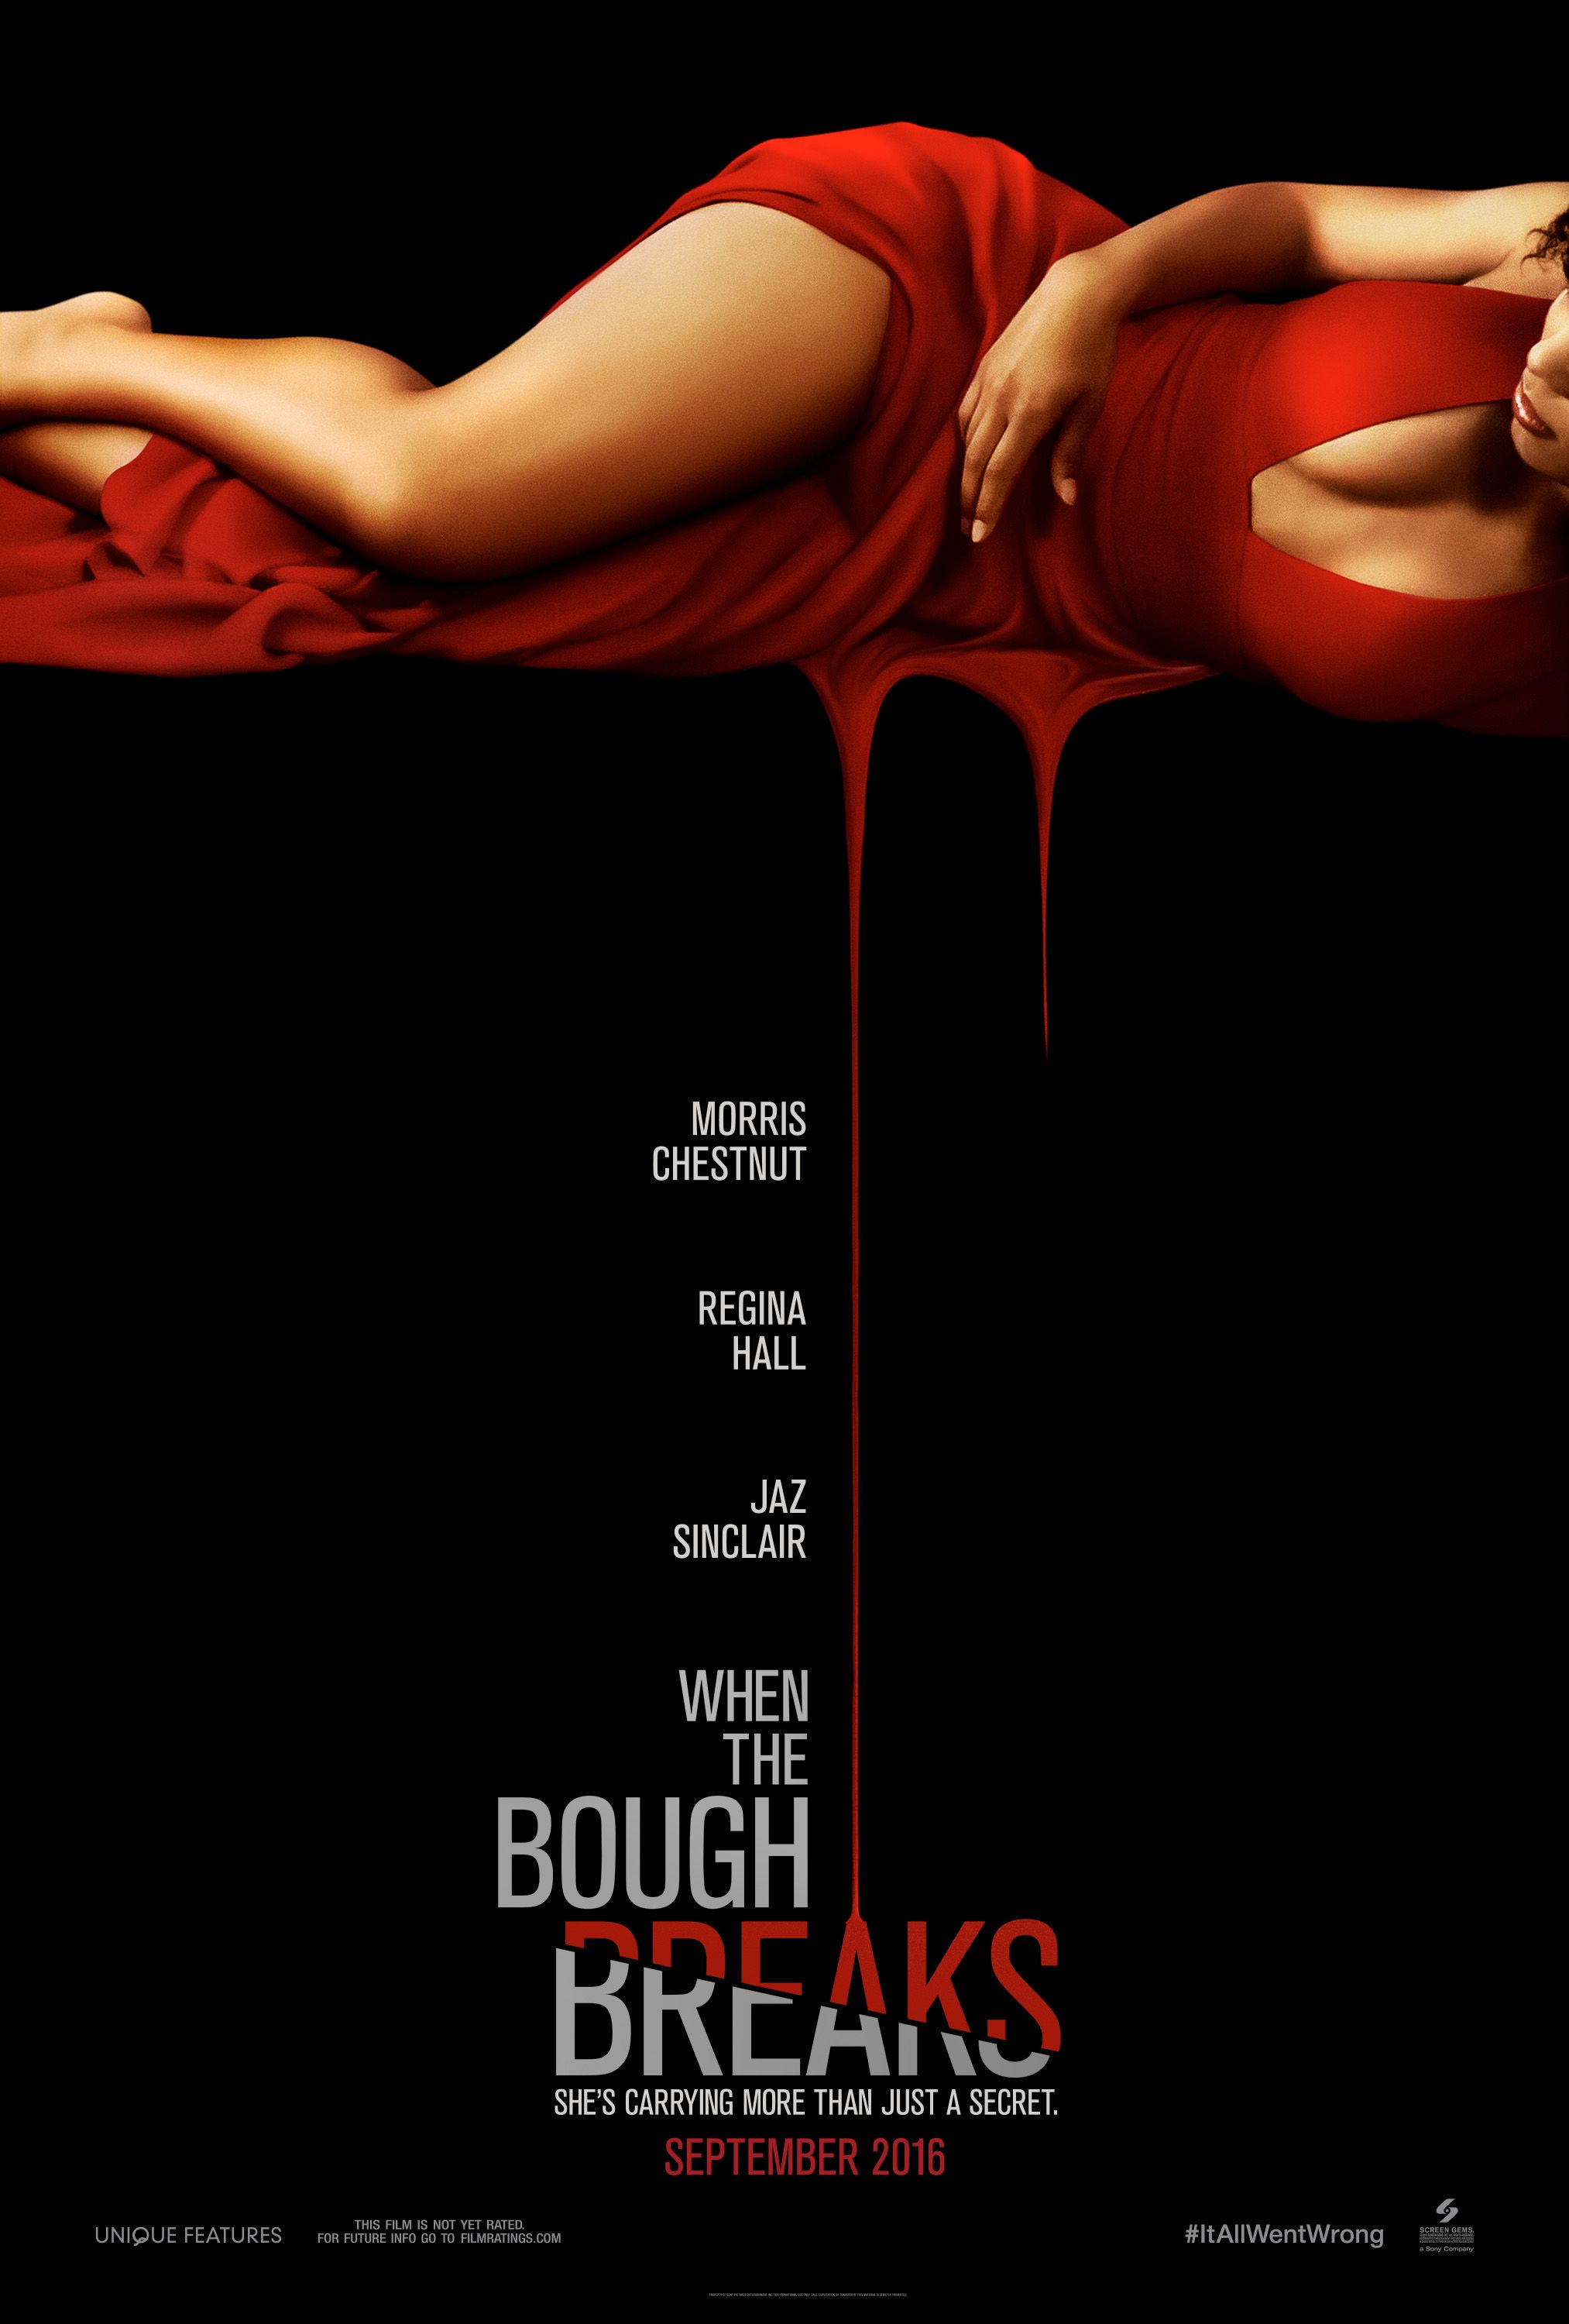 MORRIS
CHESTNUT
REGINA
HALL
JAZ
SINCLAIR
WHEN
THE
BOUGH
BREAKS
SHE'S CARRYING MORE THAN JUST A SECRET.
SEPTEMBER 2016
UNIQUE FEATURES
THIS FILM IS NOT YET RATED.
FOR FUTURE INFO GO TO FILMRATINGS.COM
#ItAllWentWrong
SCREEN GEMS
a Sony Company